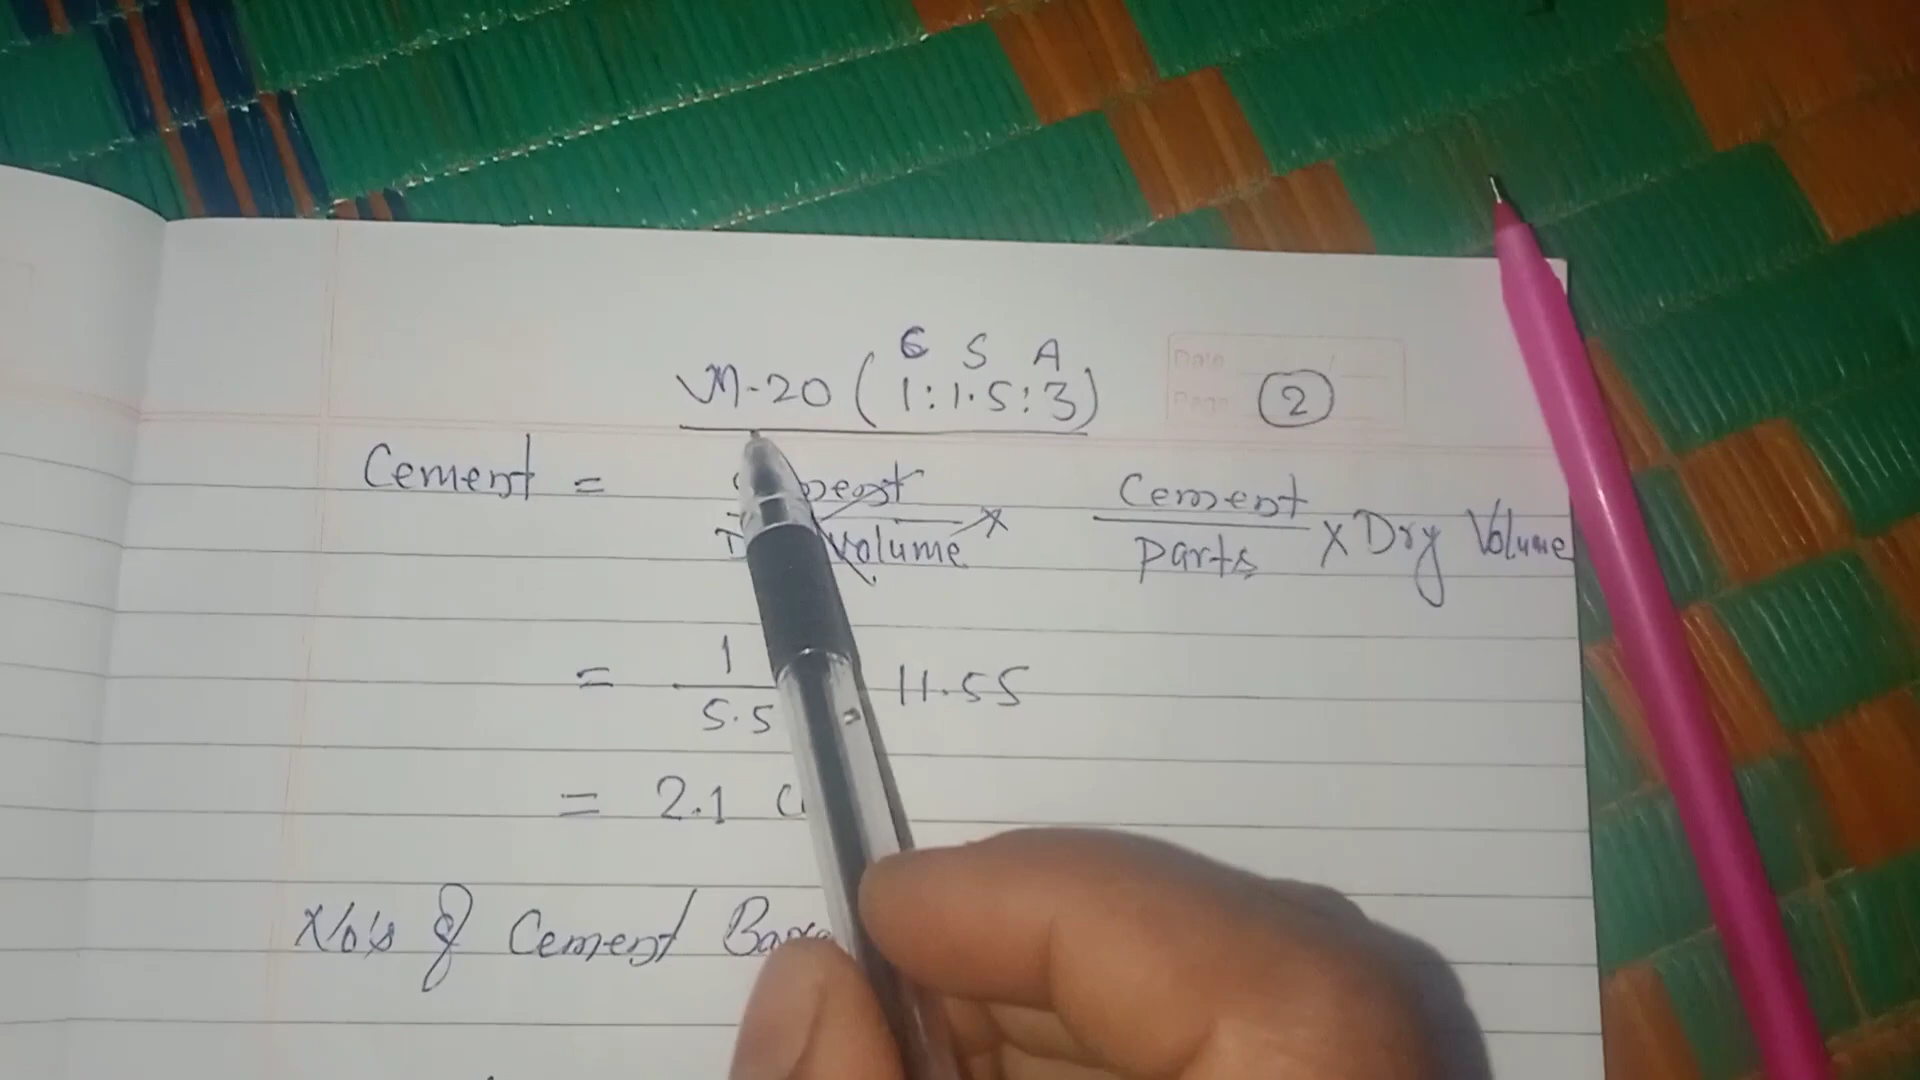 C S A
M-20 (1:1.5:3)
Date
Page 2
Cement = Volume Cement / Parts x Dry Volume
= 1 / 5.5 11.55
= 2.1
No's of Cement